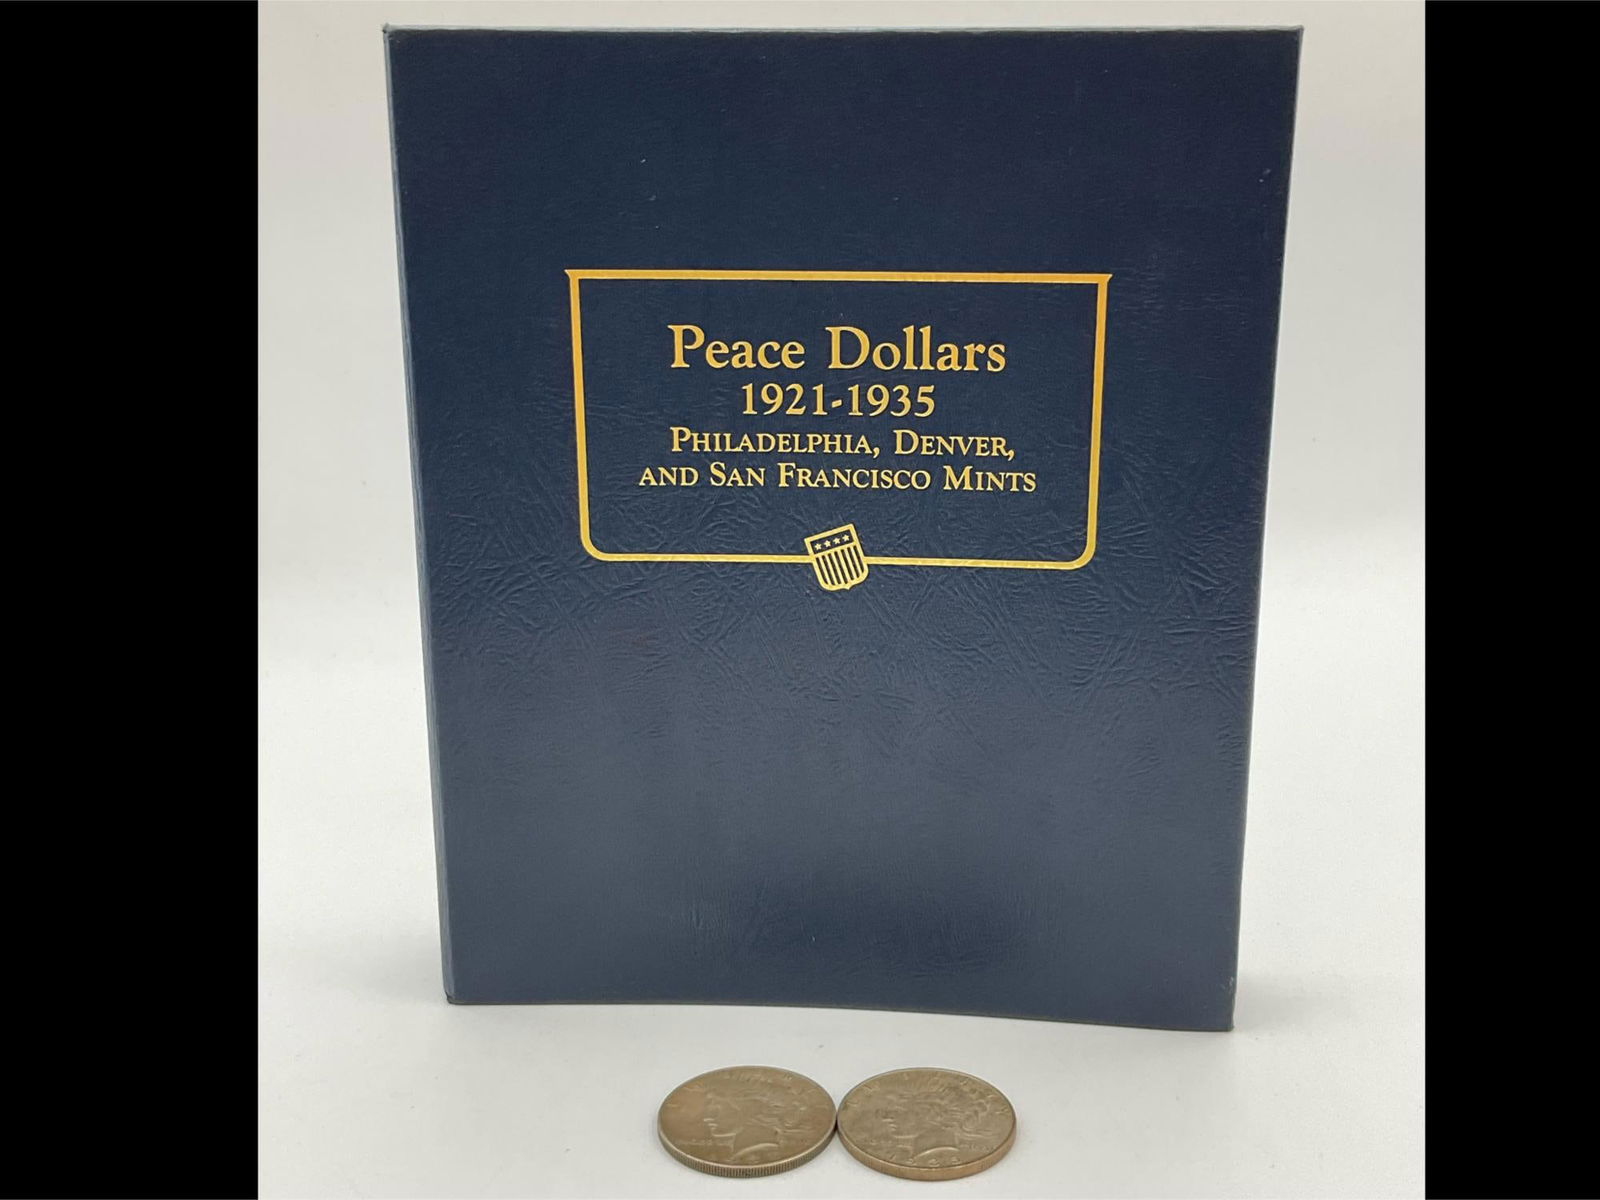 Peace Dollars
1921-1935
PHILADELPHIA, DENVER,
AND SAN FRANCISCO MINTS